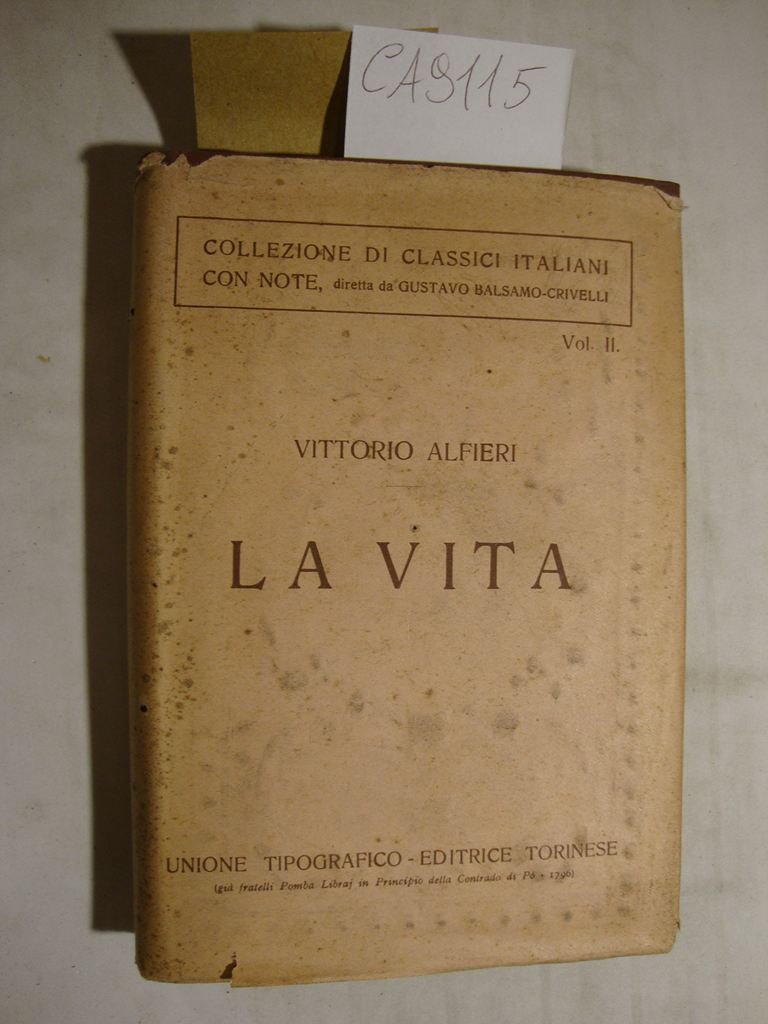 CA9115
COLLEZIONE DI CLASSICI ITALIANI
CON NOTE, diretta da GUSTAVO BALSAMO-CRIVELLI
Vol. II.
VITTORIO ALFIERI
LA VITA
UNIONE TIPOGRAFICO-EDITRICE TORINESE
(già fratelli Pomba Libraj in Principio della Contrada di Po - 1796)